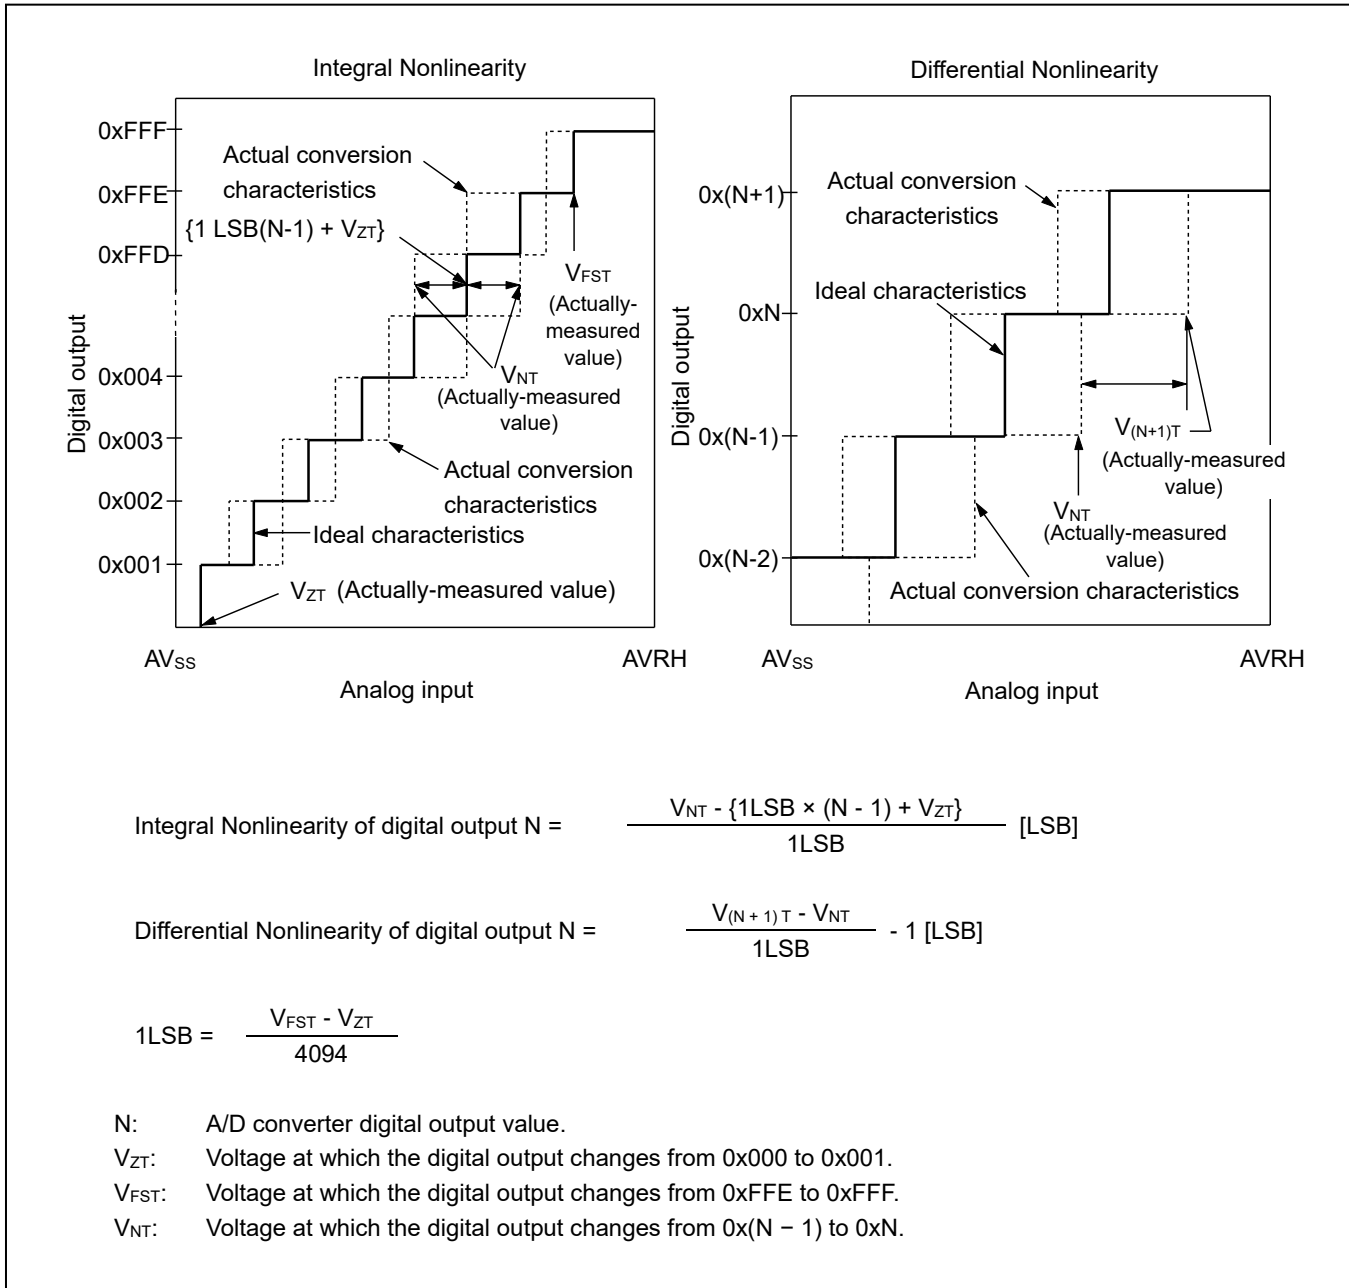 Integral Nonlinearity
0xFFF
0xFFE
0xFFD
0x004
0x003
0x002
0x001
Digital output
Actual conversion
characteristics
{1 LSB(N-1) + VZT}
VFST
(Actually-
measured
value)
VNT
(Actually-measured
value)
Actual conversion
characteristics
Ideal characteristics
VZT (Actually-measured value)
AVSS
AVRH
Analog input
Differential Nonlinearity
0x(N+1)
0xN
0x(N-1)
0x(N-2)
Digital output
Actual conversion
characteristics
Ideal characteristics
V(N+1)T
(Actually-measured
value)
VNT
(Actually-measured
value)
Actual conversion characteristics
AVSS
AVRH
Analog input
Integral Nonlinearity of digital output N =
VNT - {1LSB × (N - 1) + VZT}
1LSB
[LSB]
Differential Nonlinearity of digital output N =
V(N + 1) T - VNT
1LSB
- 1 [LSB]
1LSB =
VFST - VZT
4094
N: A/D converter digital output value.
VZT: Voltage at which the digital output changes from 0x000 to 0x001.
VFST: Voltage at which the digital output changes from 0xFFE to 0xFFF.
VNT: Voltage at which the digital output changes from 0x(N − 1) to 0xN.